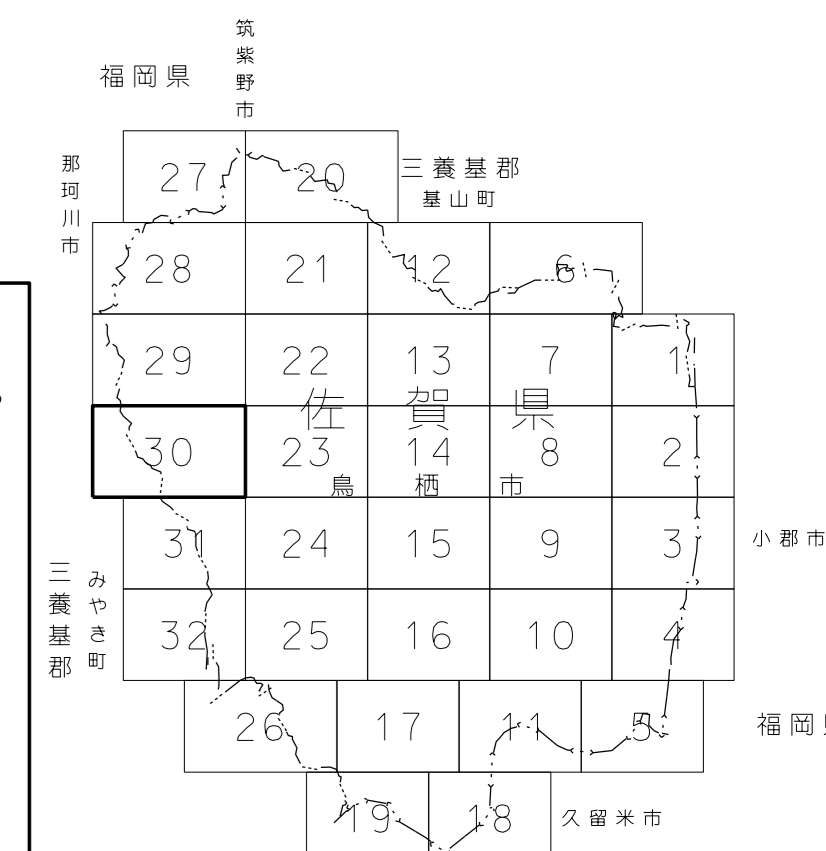 筑紫野市
福岡県
那珂川市
27 20
三養基郡
基山町
28 21 12 6
29 22 13 7 1
佐賀県
30 23 14 8 2
鳥栖市
31 24 15 9 3
小郡市
三養基郡
みやき町
32 25 16 10 4
26 17 11 5
福岡
19 18
久留米市